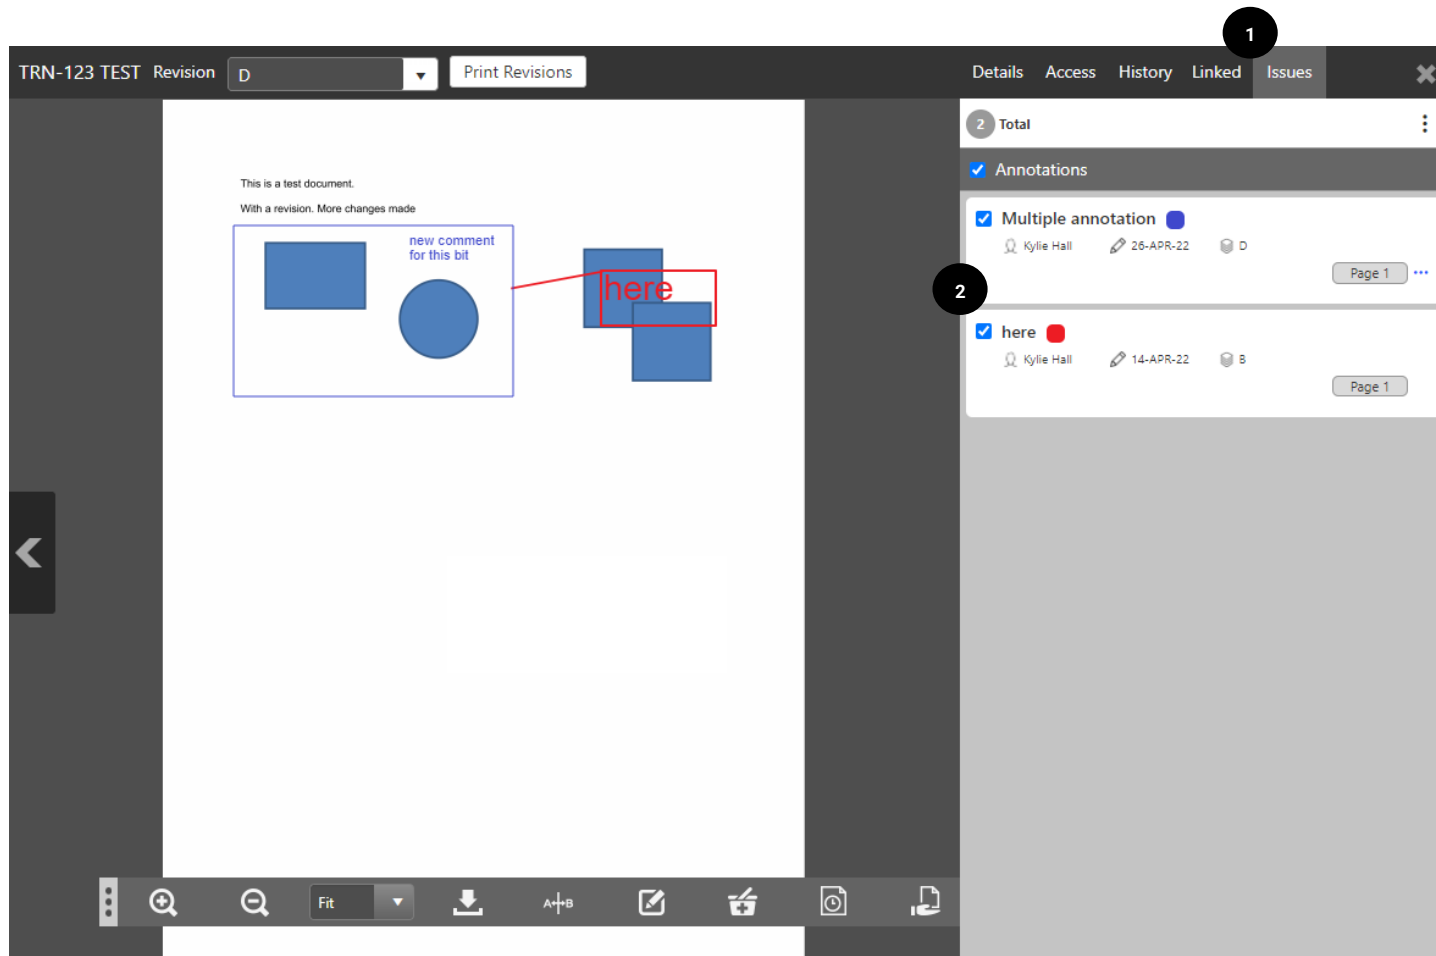 1
TRN-123 TEST Revision D Print Revisions Details Access History Linked Issues
2 Total
Annotations
This is a test document.
With a revision. More changes made
new comment
for this bit
here
Multiple annotation
Kylie Hall 26-APR-22 D
Page 1
2
here
Kylie Hall 14-APR-22 B
Page 1
Fit A B